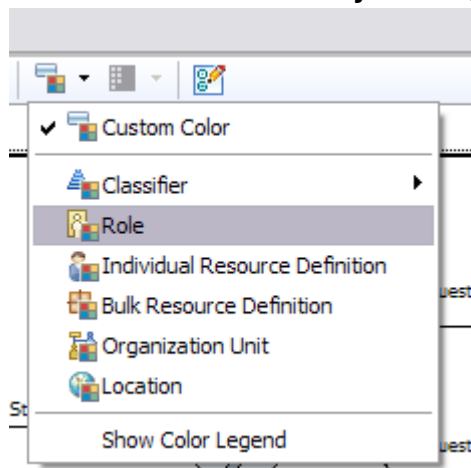 Custom Color
Classifier
Role
Individual Resource Definition
Bulk Resource Definition
Organization Unit
Location
Show Color Legend